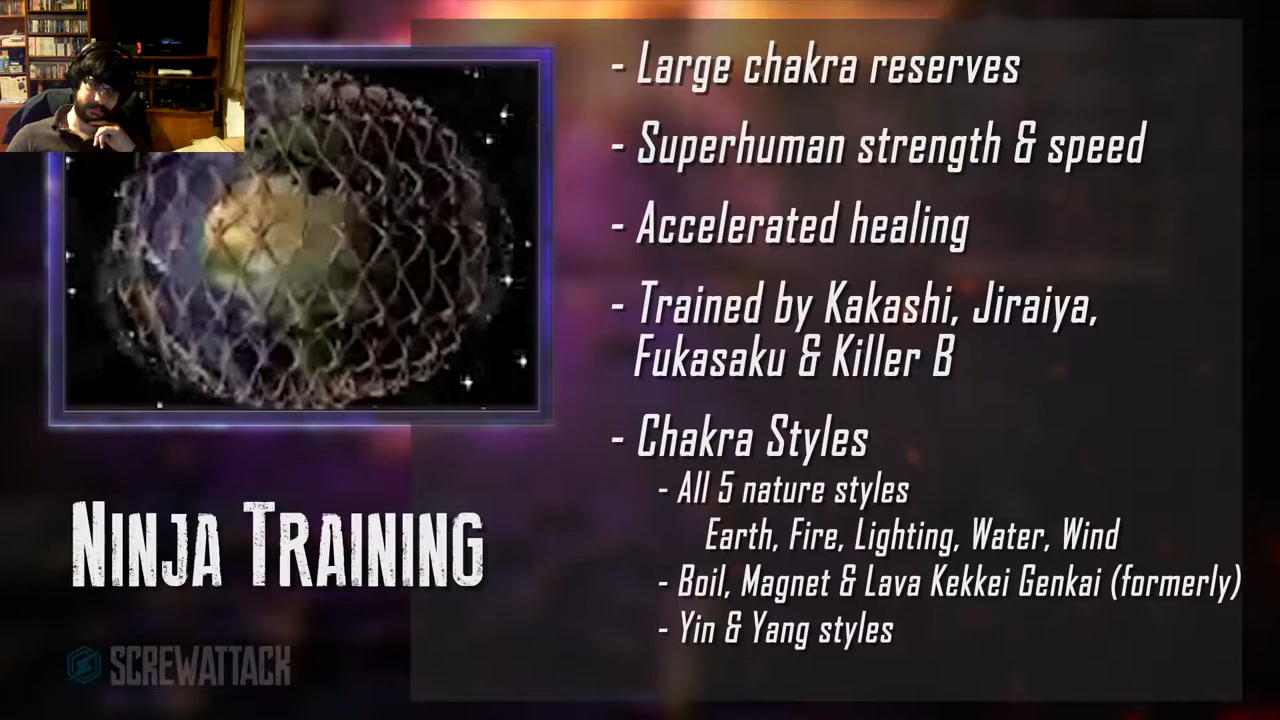 - Large chakra reserves
- Superhuman strength & speed
- Accelerated healing
- Trained by Kakashi, Jiraiya,
Fukasaku & Killer B
- Chakra Styles
- All 5 nature styles
Earth, Fire, Lighting, Water, Wind
- Boil, Magnet & Lava Kekkei Genkai (formerly)
- Yin & Yang styles
NINJA TRAINING
SCREWATTACK